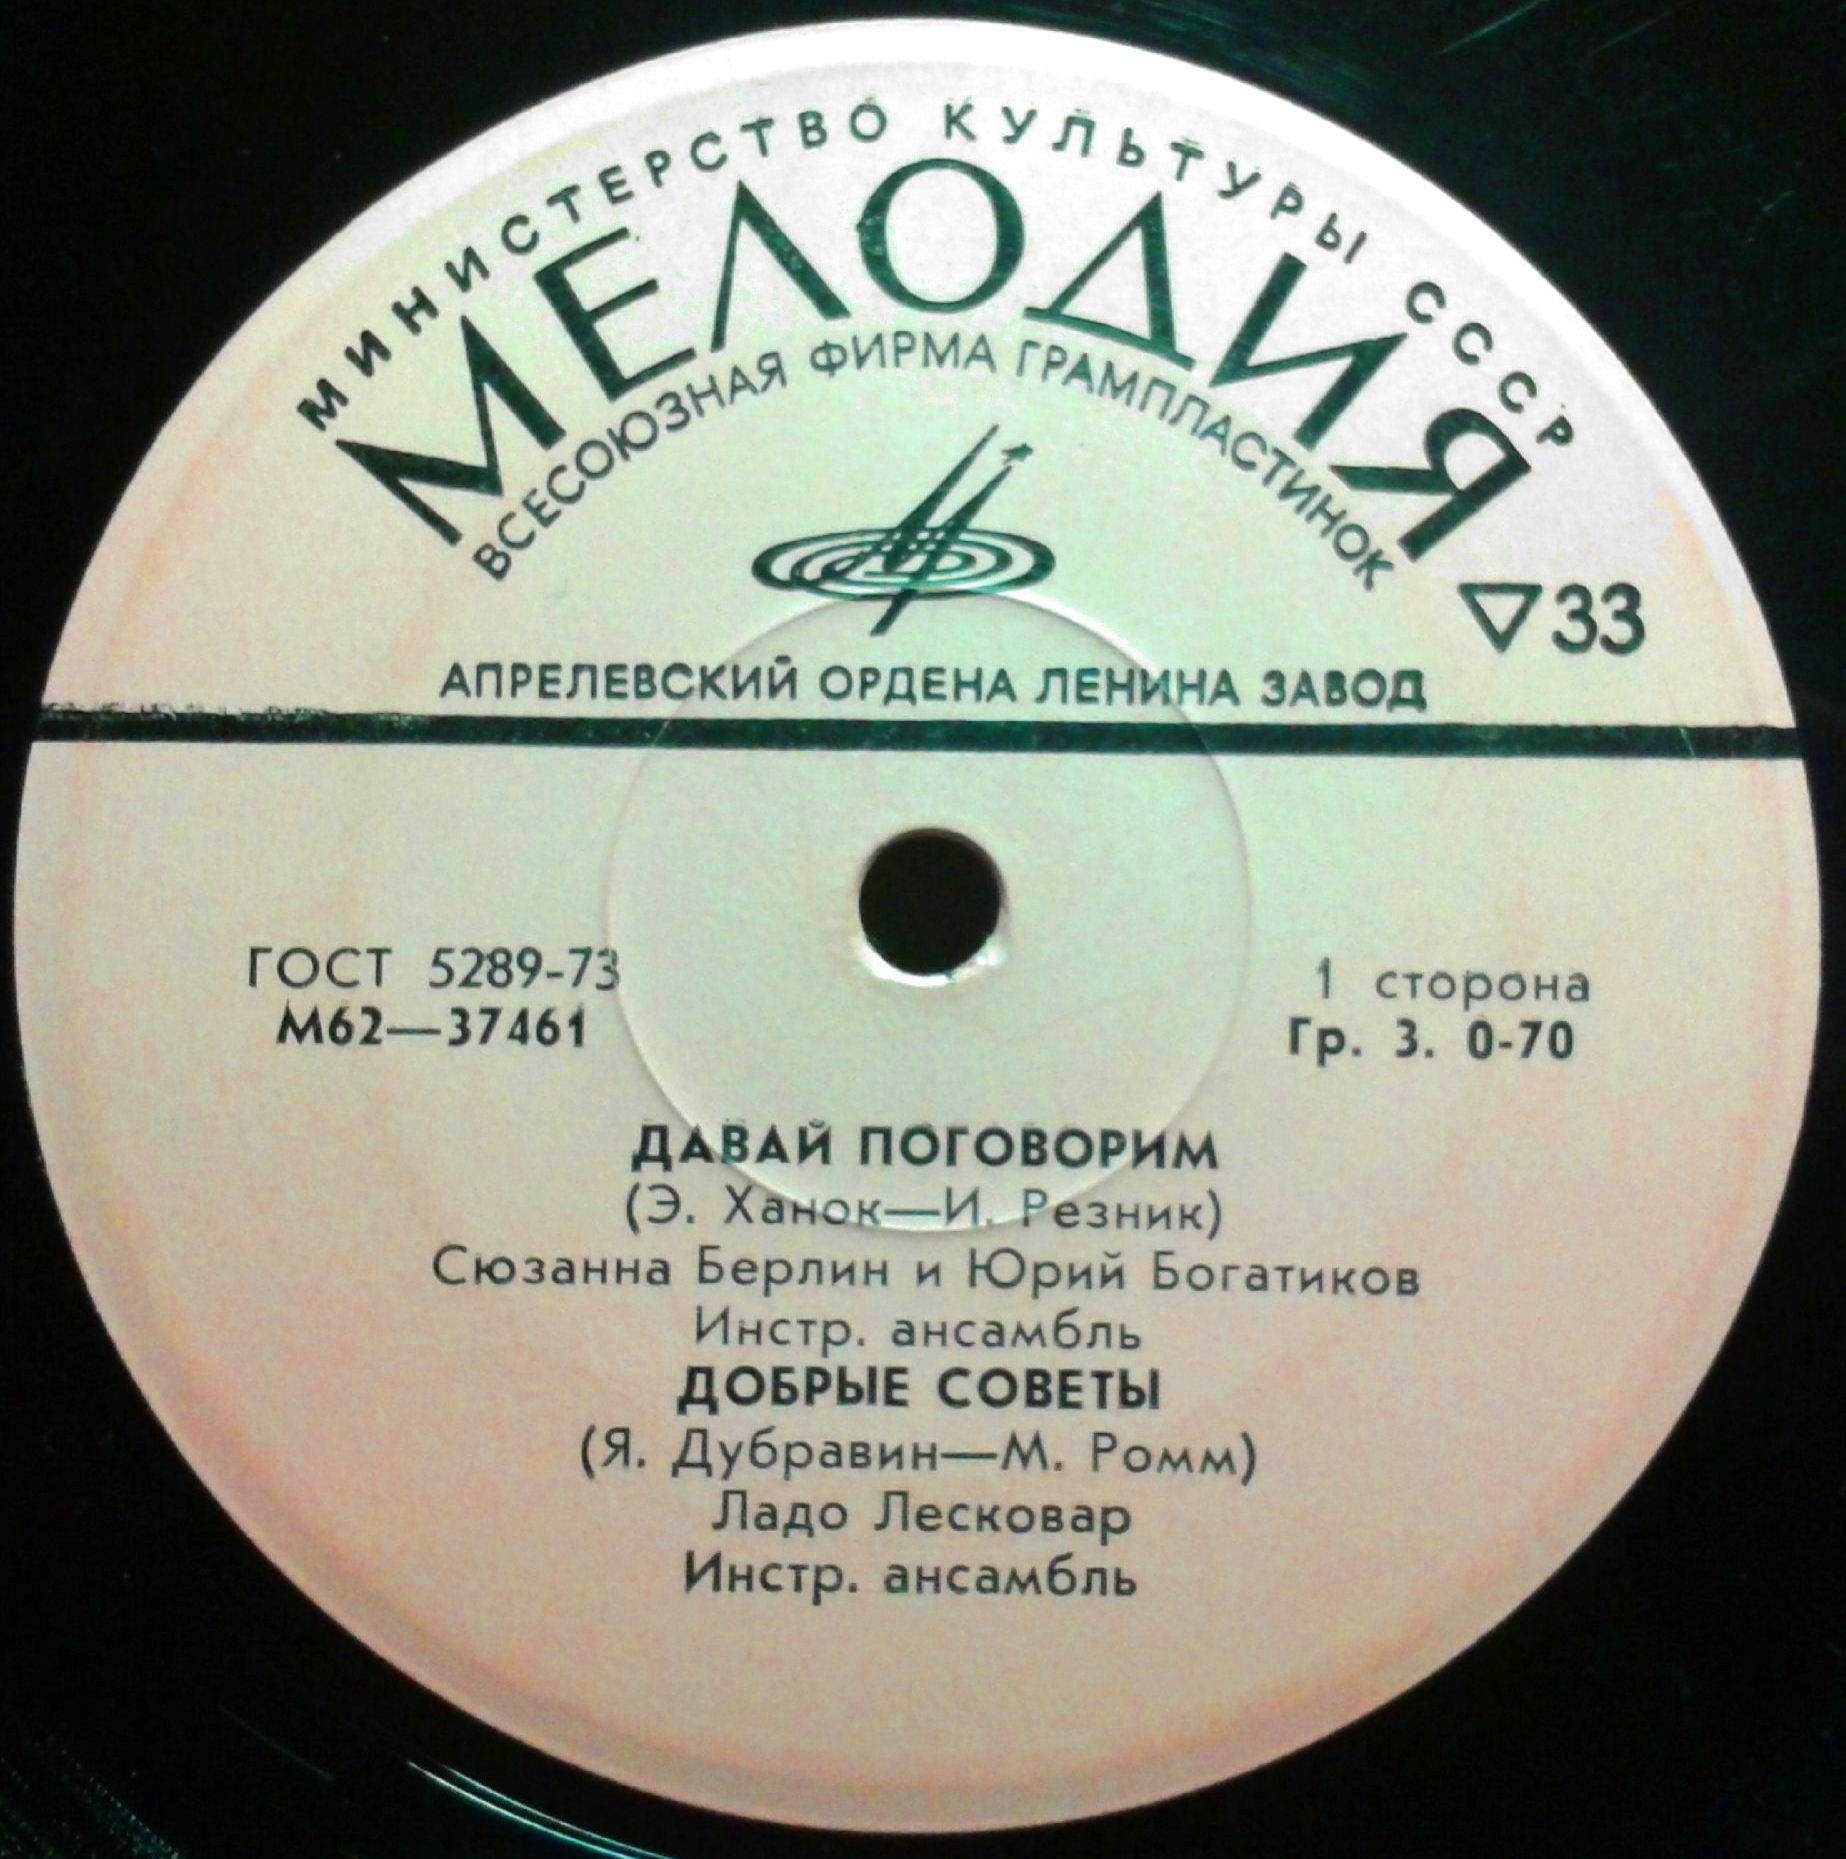 МИНИСТЕРСТВО КУЛЬТУРЫ СССР
МЕЛОДИЯ
ВСЕСОЮЗНАЯ ФИРМА ГРАМПЛАСТИНОК
▽33
АПРЕЛЕВСКИЙ ОРДЕНА ЛЕНИНА ЗАВОД
ГОСТ 5289-73
М62—37461
1 сторона
Гр. 3. 0-70
ДАВАЙ ПОГОВОРИМ
(Э. Ханок—И. Резник)
Сюзанна Берлин и Юрий Богатиков
Инстр. ансамбль
ДОБРЫЕ СОВЕТЫ
(Я. Дубравин—М. Ромм)
Ладо Лесковар
Инстр. ансамбль